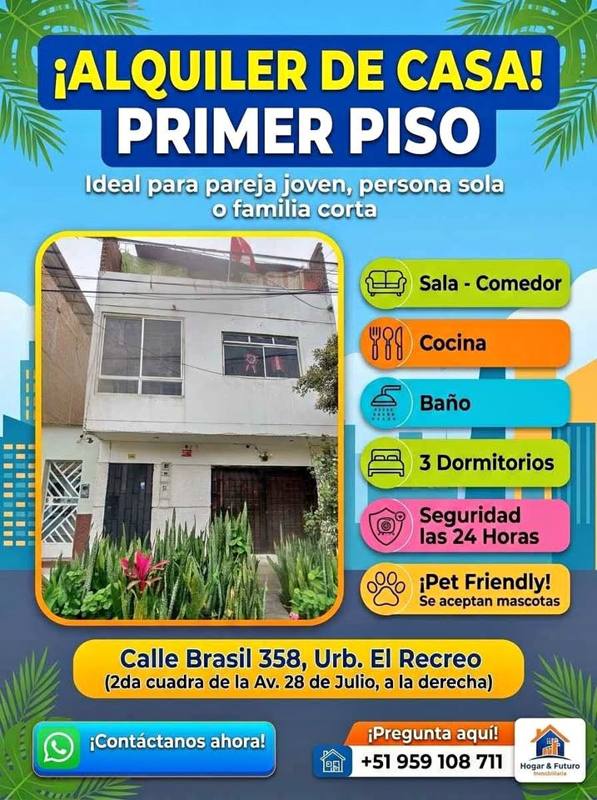 ¡ALQUILER DE CASA!
PRIMER PISO
Ideal para pareja joven, persona sola
o familia corta
Sala - Comedor
Cocina
Baño
3 Dormitorios
Seguridad
las 24 Horas
¡Pet Friendly!
Se aceptan mascotas
Calle Brasil 358, Urb. El Recreo
(2da cuadra de la Av. 28 de Julio, a la derecha)
¡Contáctanos ahora!
¡Pregunta aquí!
+51 959 108 711
Hogar & Futuro
Inmobiliaria